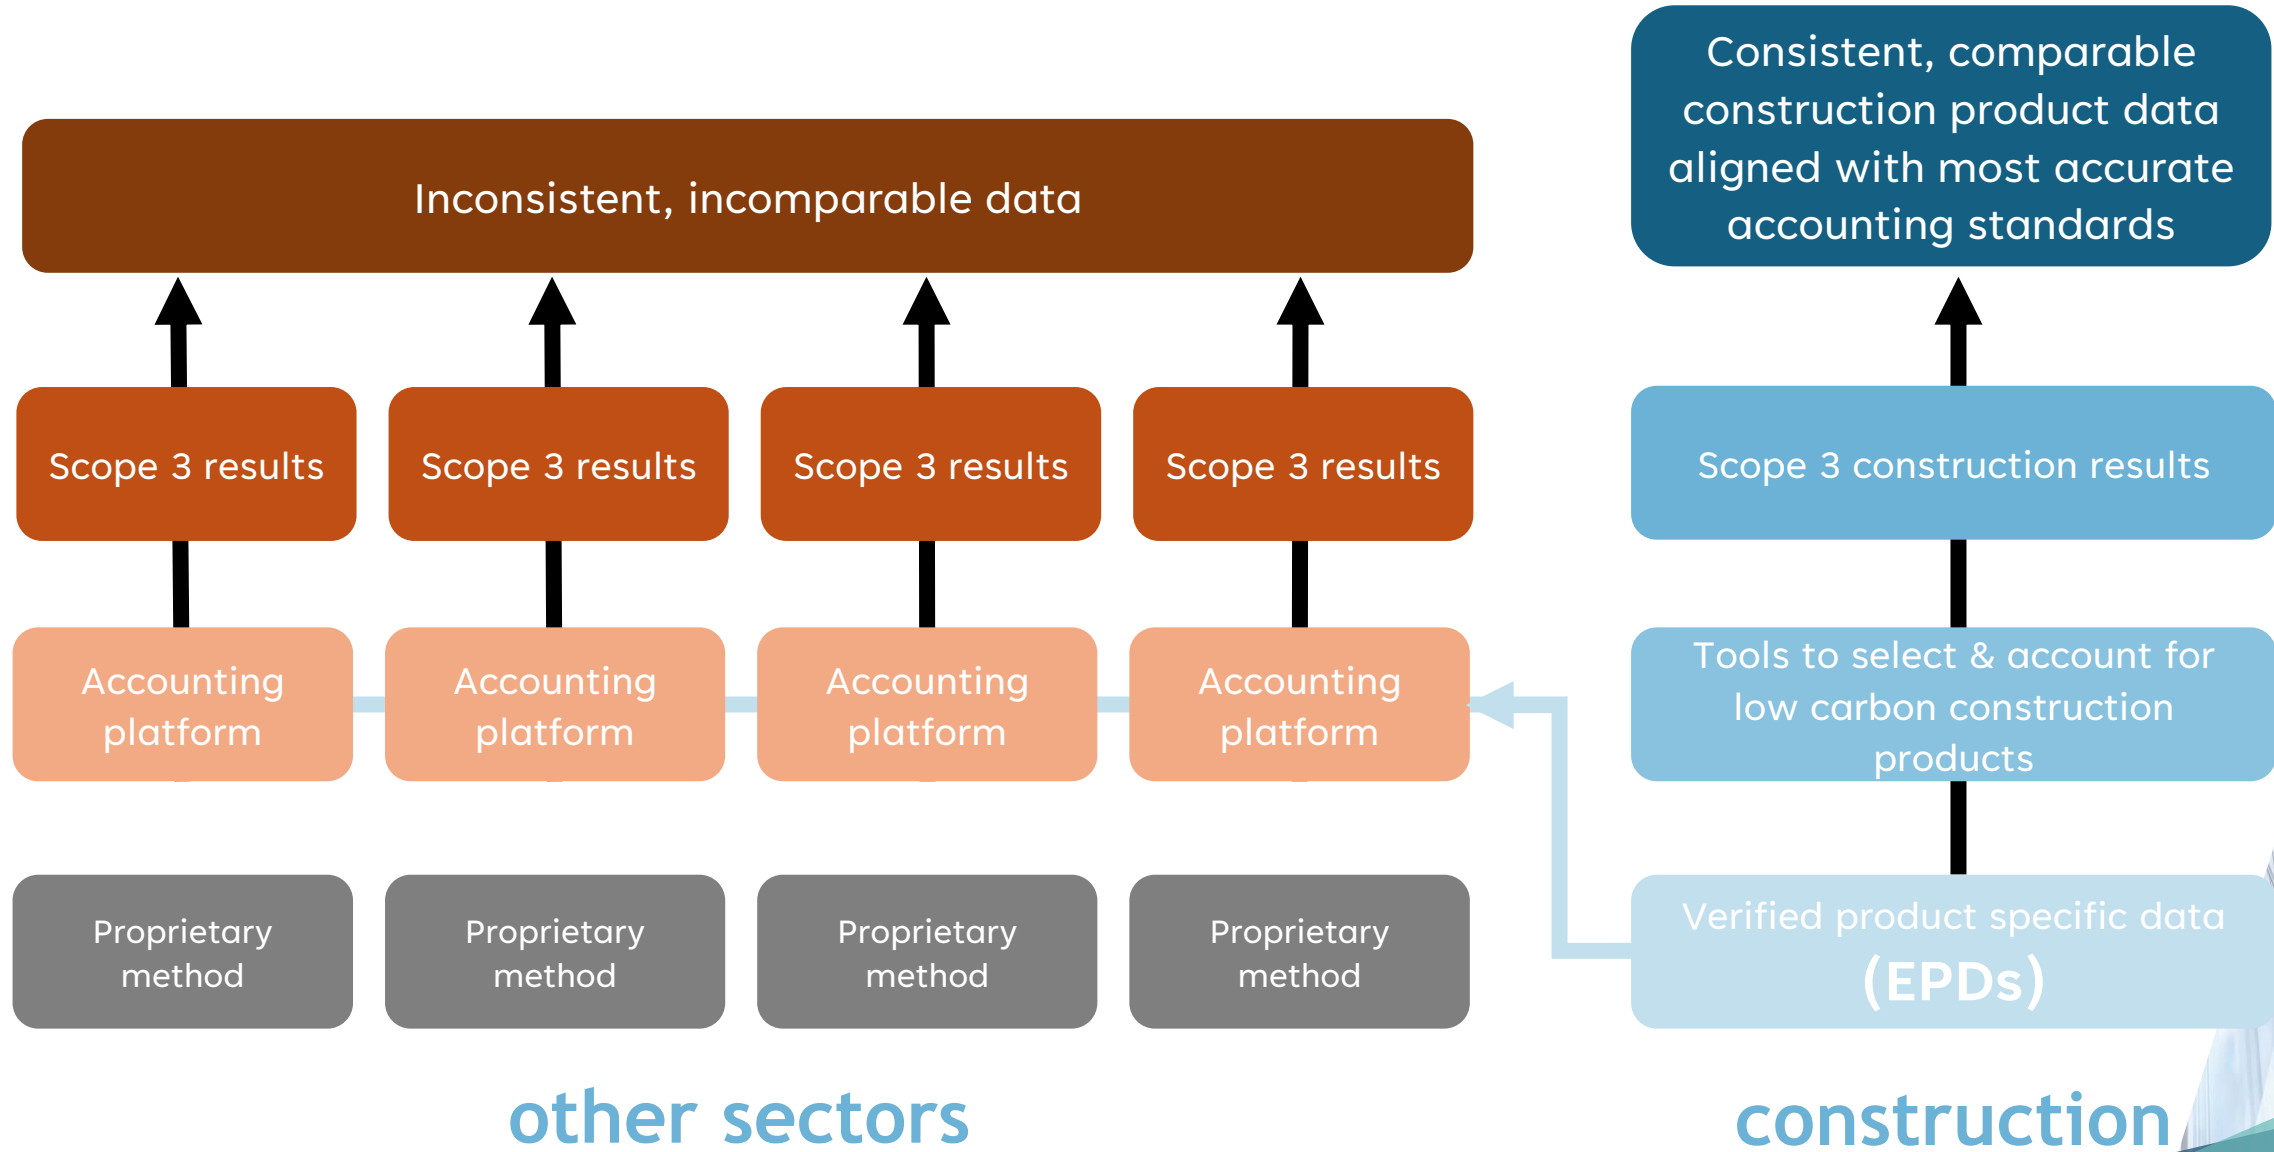 Consistent, comparable
construction product data
aligned with most accurate
accounting standards
Inconsistent, incomparable data
Scope 3 results
Scope 3 results
Scope 3 results
Scope 3 results
Scope 3 construction results
Accounting
platform
Accounting
platform
Accounting
platform
Accounting
platform
Tools to select & account for
low carbon construction
products
Proprietary
method
Proprietary
method
Proprietary
method
Proprietary
method
Verified product specific data
(EPDs)
other sectors
construction